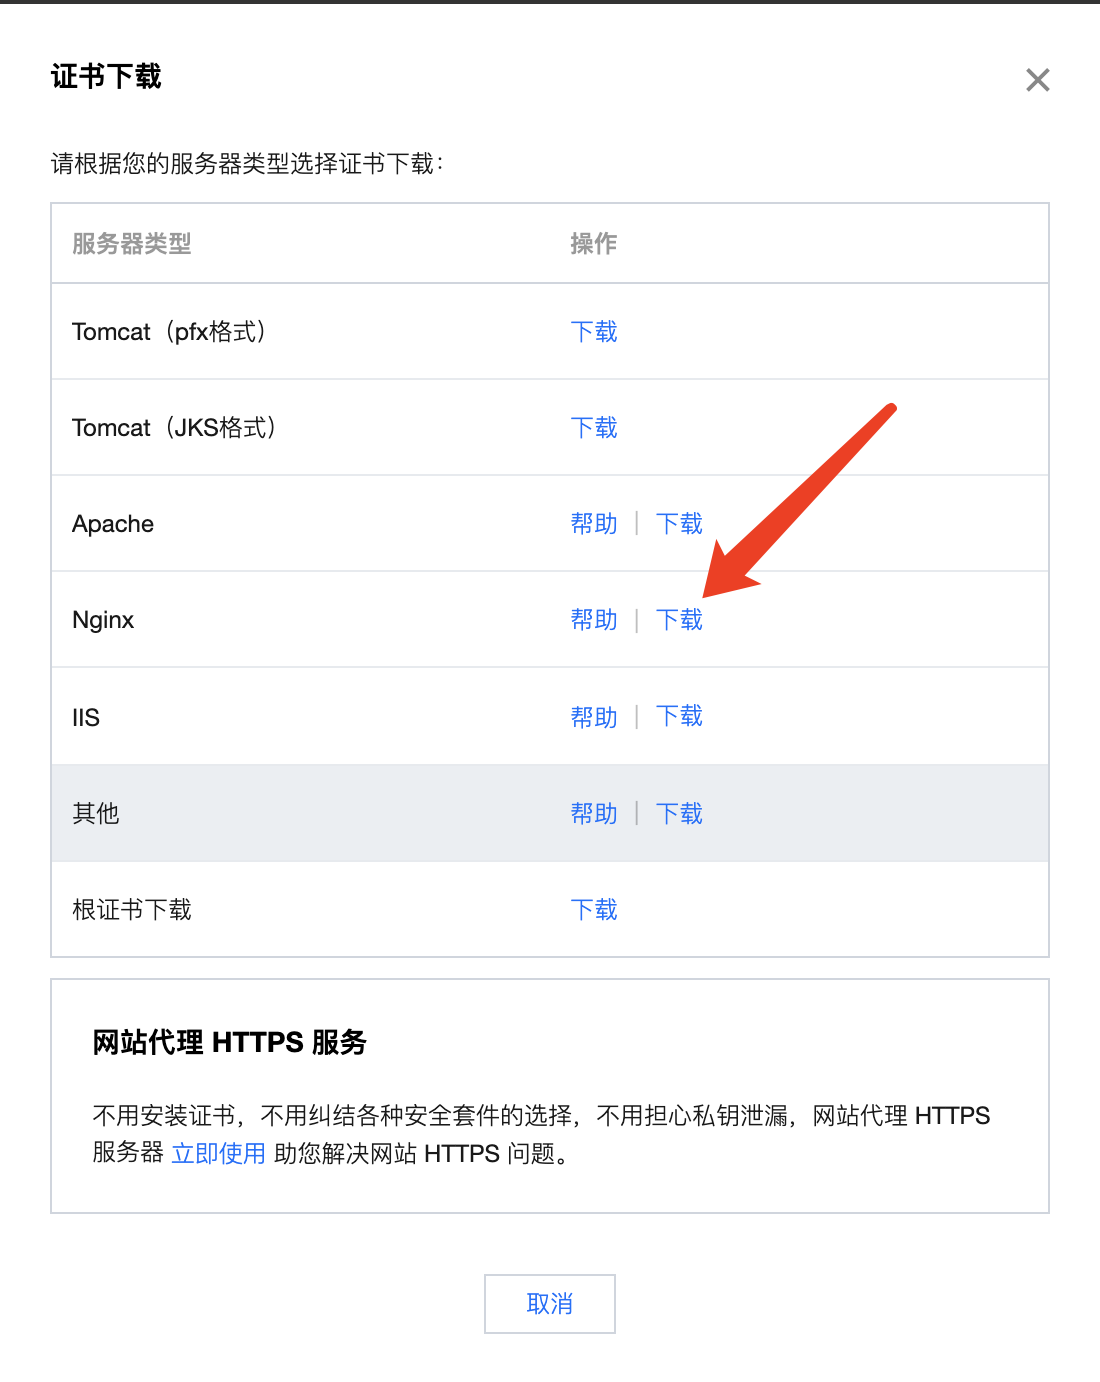 证书下载
请根据您的服务器类型选择证书下载：
服务器类型 操作
Tomcat（pfx格式） 下载
Tomcat（JKS格式） 下载
Apache 帮助 | 下载
Nginx 帮助 | 下载
IIS 帮助 | 下载
其他 帮助 | 下载
根证书下载 下载
网站代理 HTTPS 服务
不用安装证书，不用纠结各种安全套件的选择，不用担心私钥泄漏，网站代理 HTTPS
服务器 立即使用 助您解决网站 HTTPS 问题。
取消